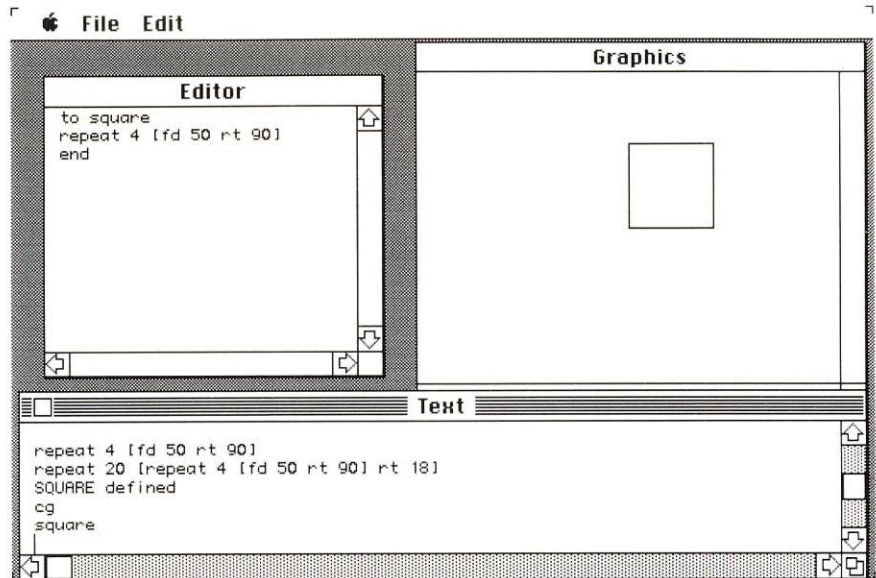 File Edit
Editor
to square
repeat 4 [fd 50 rt 90]
end
Graphics
Text
repeat 4 [fd 50 rt 90]
repeat 20 [repeat 4 [fd 50 rt 90] rt 18]
SQUARE defined
cg
square